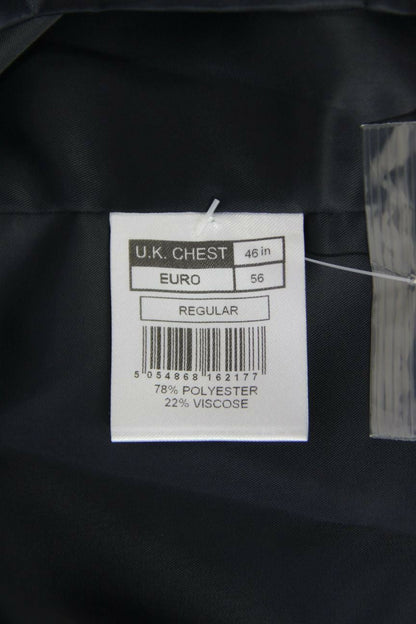 U.K. CHEST 46 in
EURO 56
REGULAR
5 054868 162177
78% POLYESTER
22% VISCOSE